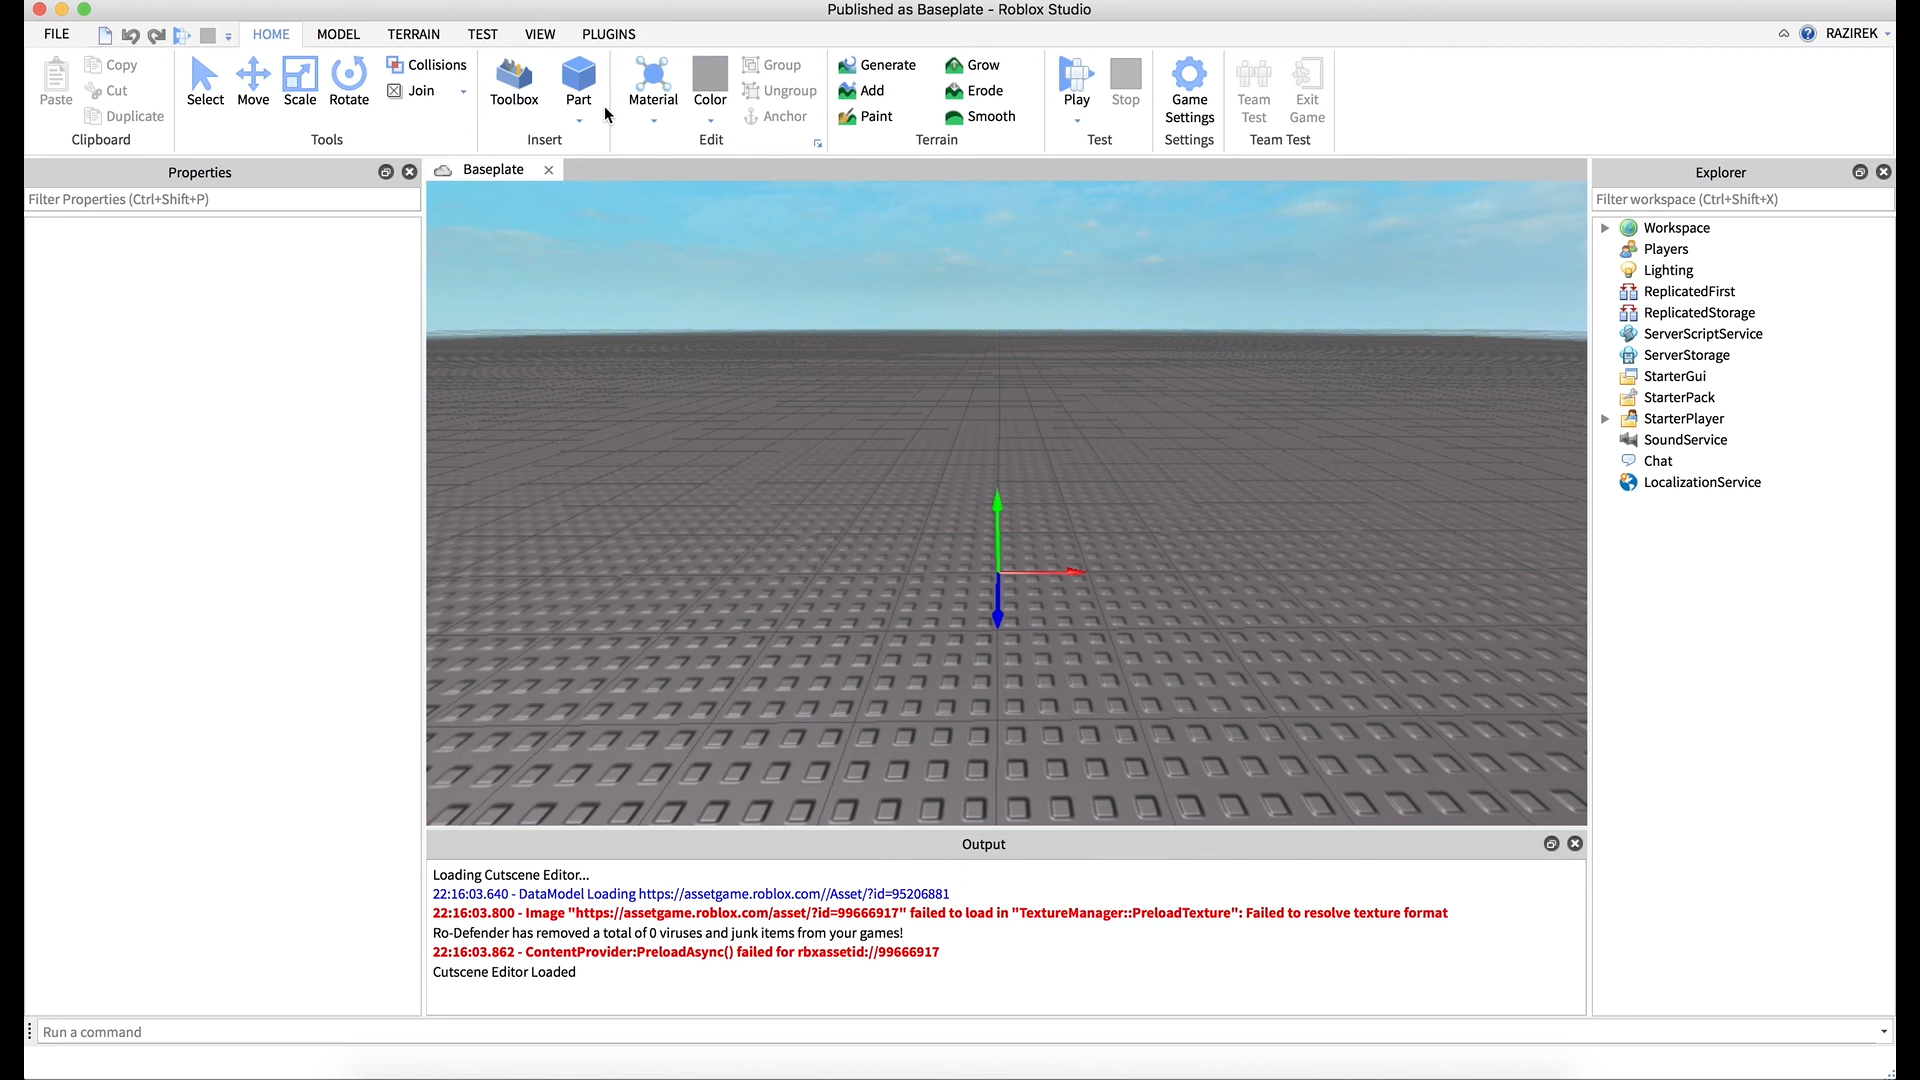 Published as Baseplate - Roblox Studio
FILE HOME MODEL TERRAIN TEST VIEW PLUGINS RAZIREK
Paste Copy Cut Duplicate
Clipboard
Select Move Scale Rotate Collisions Join
Tools
Toolbox Part
Insert
Material Color Group Ungroup Anchor
Edit
Generate Grow
Add Erode
Paint Smooth
Terrain
Play Stop
Test
Game Settings
Settings
Team Test Exit Game
Team Test
Properties
Filter Properties (Ctrl+Shift+P)
Baseplate
Explorer
Filter workspace (Ctrl+Shift+X)
Workspace
Players
Lighting
ReplicatedFirst
ReplicatedStorage
ServerScriptService
ServerStorage
StarterGui
StarterPack
StarterPlayer
SoundService
Chat
LocalizationService
Output
Loading Cutscene Editor...
22:16:03.640 - DataModel Loading https://assetgame.roblox.com//Asset/?id=95206881
22:16:03.800 - Image "https://assetgame.roblox.com/asset/?id=99666917" failed to load in "TextureManager::PreloadTexture": Failed to resolve texture format
Ro-Defender has removed a total of 0 viruses and junk items from your games!
22:16:03.862 - ContentProvider:PreloadAsync() failed for rbxassetid://99666917
Cutscene Editor Loaded
Run a command